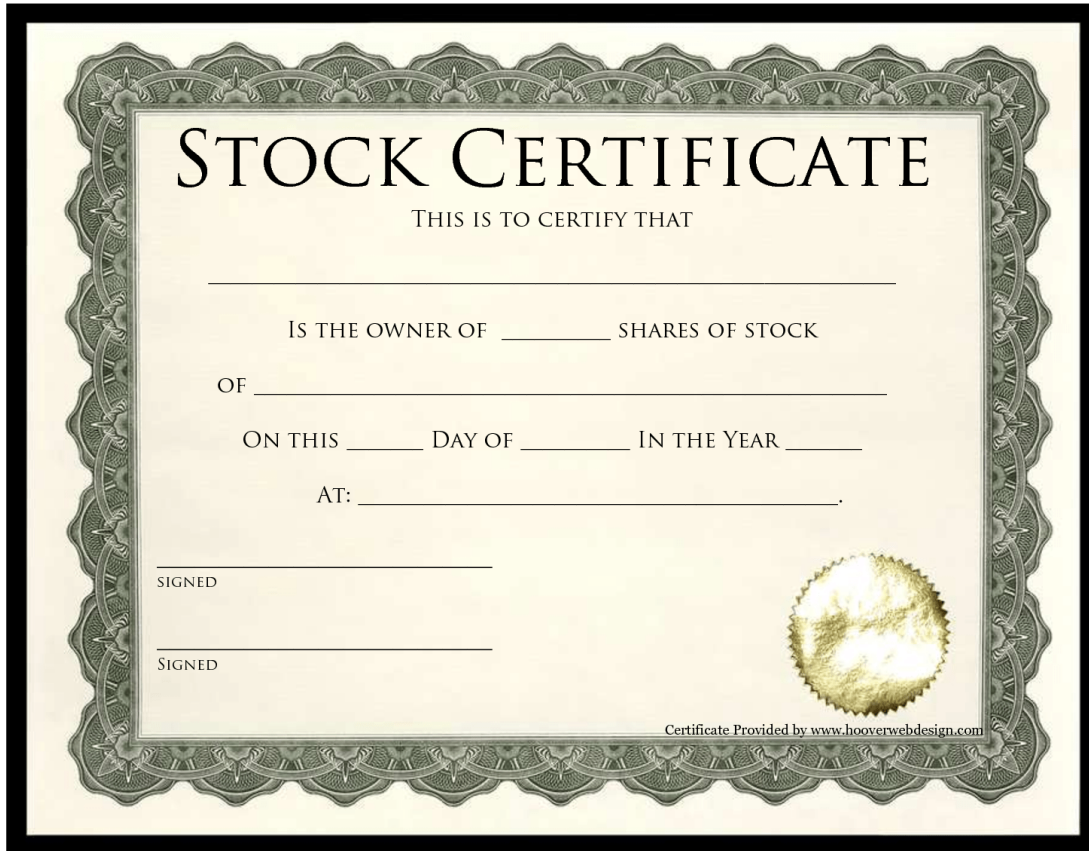 STOCK CERTIFICATE
THIS IS TO CERTIFY THAT
IS THE OWNER OF ________ SHARES OF STOCK
OF
ON THIS ______ DAY OF ________ IN THE YEAR ______
AT: ____________________.
SIGNED
SIGNED
Certificate Provided by www.hooverwebdesign.com